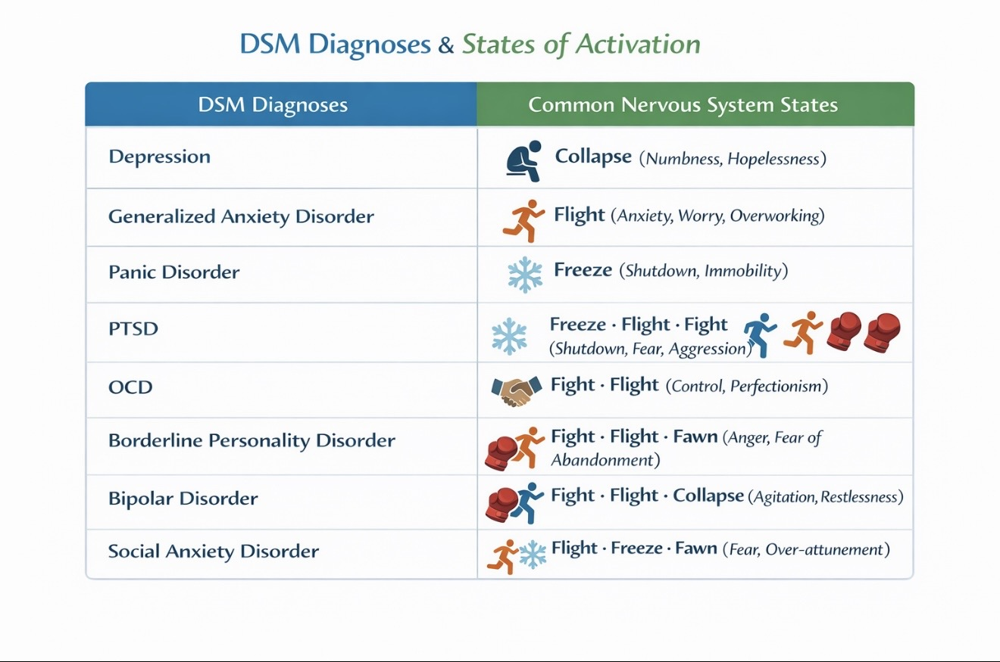 DSM Diagnoses & States of Activation
DSM Diagnoses
Common Nervous System States
Depression
Collapse (Numbness, Hopelessness)
Generalized Anxiety Disorder
Flight (Anxiety, Worry, Overworking)
Panic Disorder
Freeze (Shutdown, Immobility)
PTSD
Freeze · Flight · Fight
(Shutdown, Fear, Aggression)
OCD
Fight · Flight (Control, Perfectionism)
Borderline Personality Disorder
Fight · Flight · Fawn (Anger, Fear of
Abandonment)
Bipolar Disorder
Fight · Flight · Collapse (Agitation, Restlessness)
Social Anxiety Disorder
Flight · Freeze · Fawn (Fear, Over-attunement)